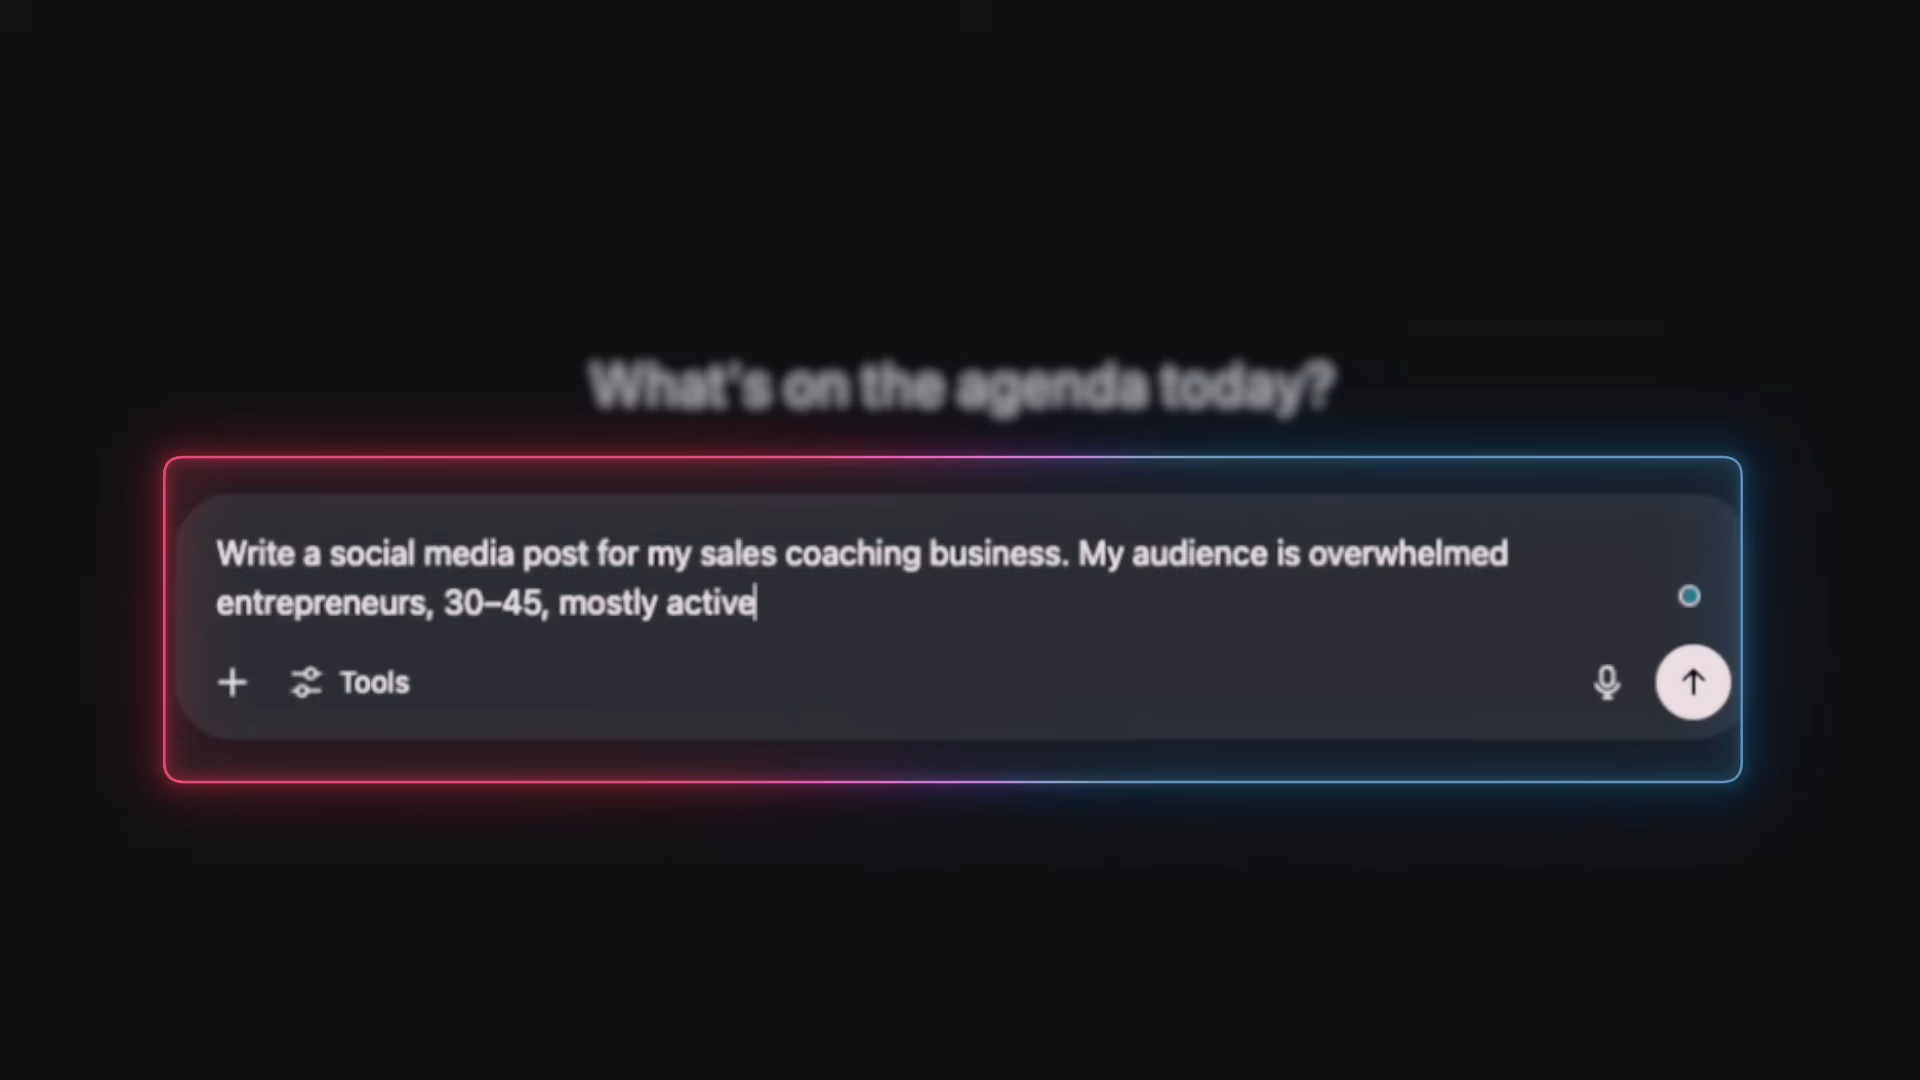 What's on the agenda today?
Write a social media post for my sales coaching business. My audience is overwhelmed
entrepreneurs, 30–45, mostly active
Tools